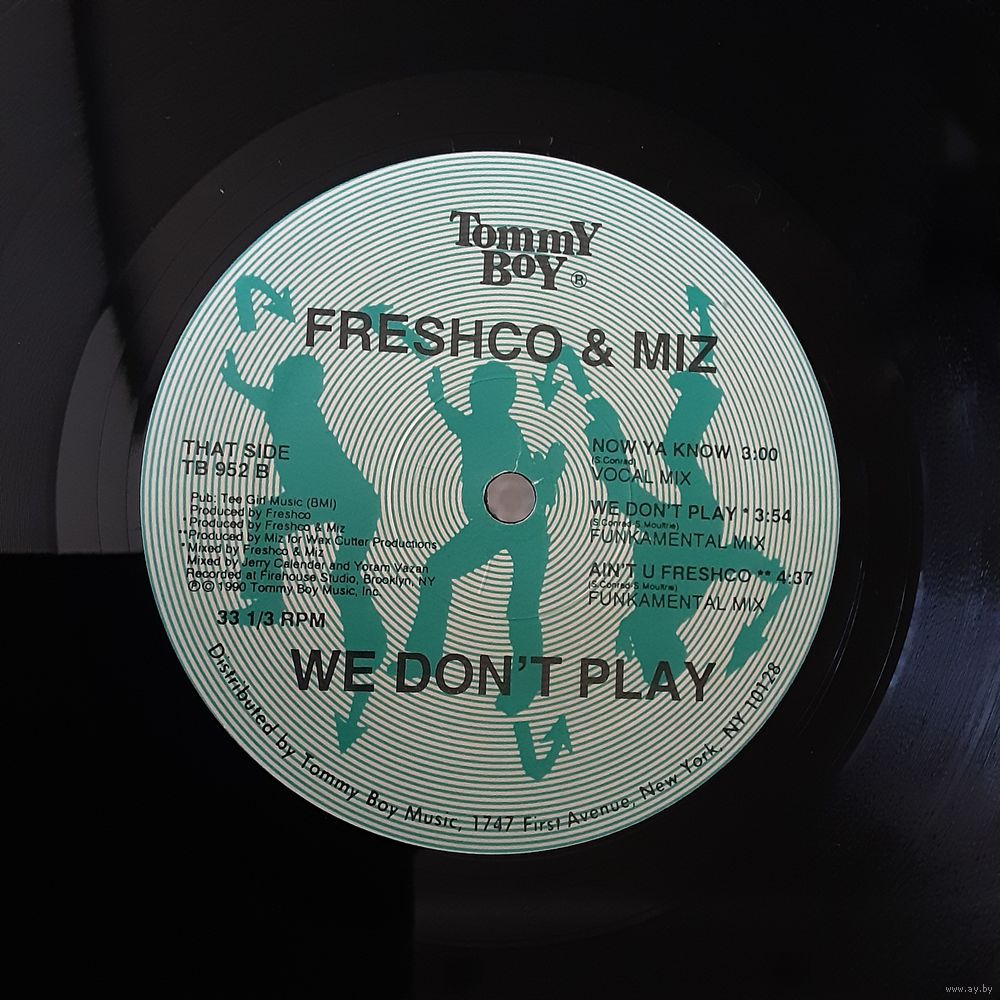 Tommy
Boy ®
FRESHCO & MIZ
THAT SIDE
TB 952 B
Pub: Tee Girl Music (BMI)
Produced by Freshco
*Produced by Freshco & Miz
**Produced by Miz for Wax Cutter Productions
*Mixed by Freshco & Miz
Mixed by Jerry Calender and Yoram Vazan
Recorded at Firehouse Studio, Brooklyn, NY
℗© 1990 Tommy Boy Music, Inc.
33 1/3 RPM
NOW YA KNOW 3:00
(S.Conrad)
VOCAL MIX
WE DON'T PLAY * 3:54
(S.Conrad-S.Moultrie)
FUNKAMENTAL MIX
AIN'T U FRESHCO ** 4:37
(S.Conrad-S.Moultrie)
FUNKAMENTAL MIX
WE DON'T PLAY
Distributed by Tommy Boy Music, 1747 First Avenue, New York, NY 10128
www.ay.by